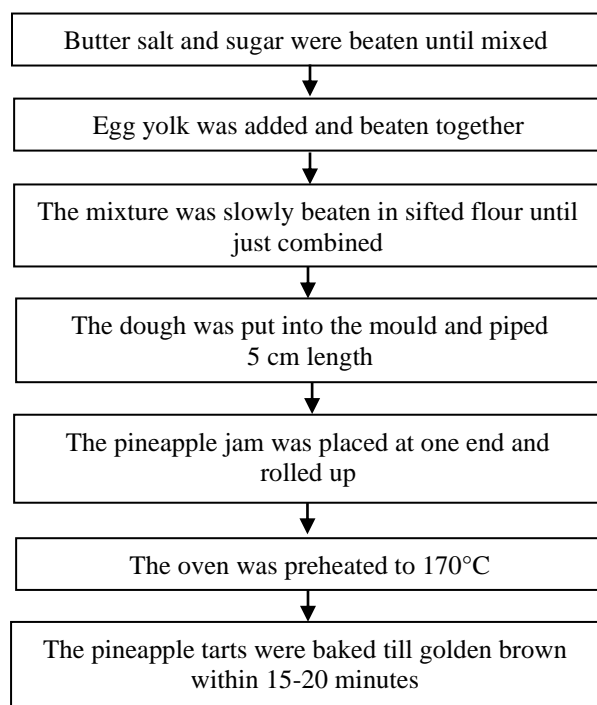 Butter salt and sugar were beaten until mixed
Egg yolk was added and beaten together
The mixture was slowly beaten in sifted flour until
just combined
The dough was put into the mould and piped
5 cm length
The pineapple jam was placed at one end and
rolled up
The oven was preheated to 170°C
The pineapple tarts were baked till golden brown
within 15-20 minutes